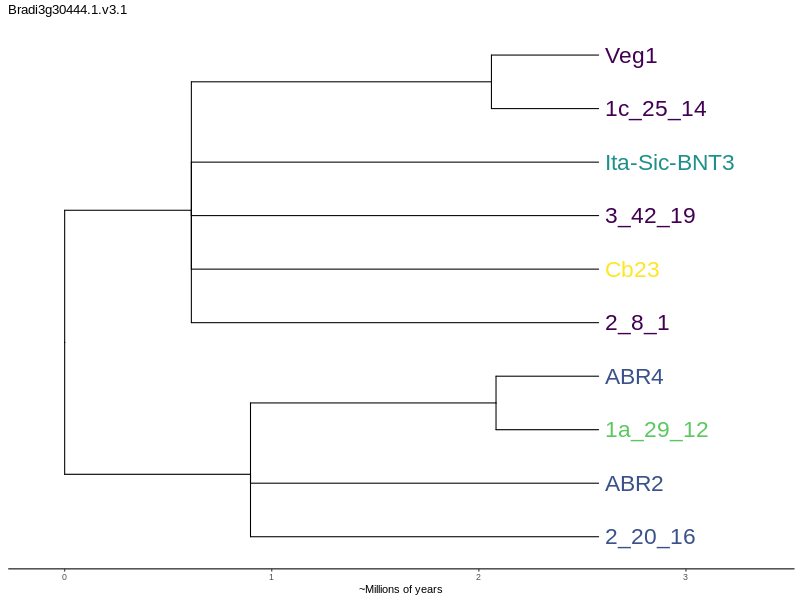 Bradi3g30444.1.v3.1
Veg1
1c_25_14
Ita-Sic-BNT3
3_42_19
Cb23
2_8_1
ABR4
1a_29_12
ABR2
2_20_16
0 1 2 3
~Millions of years